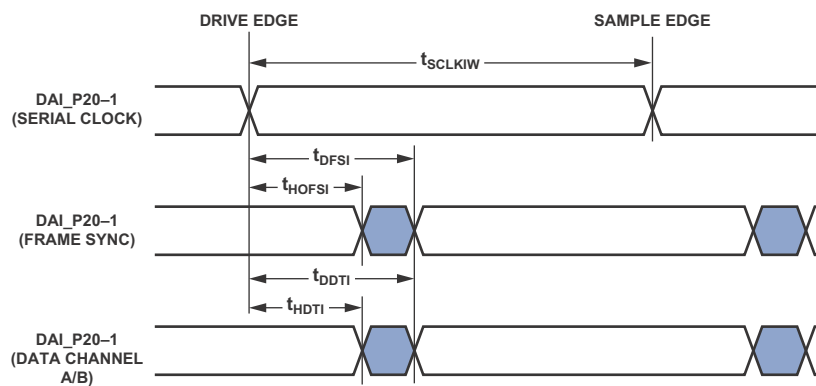 DRIVE EDGE
SAMPLE EDGE
tSCLKIW
DAI_P20–1
(SERIAL CLOCK)
tDFSI
tHOFSI
DAI_P20–1
(FRAME SYNC)
tDDTI
tHDTI
DAI_P20–1
(DATA CHANNEL
A/B)